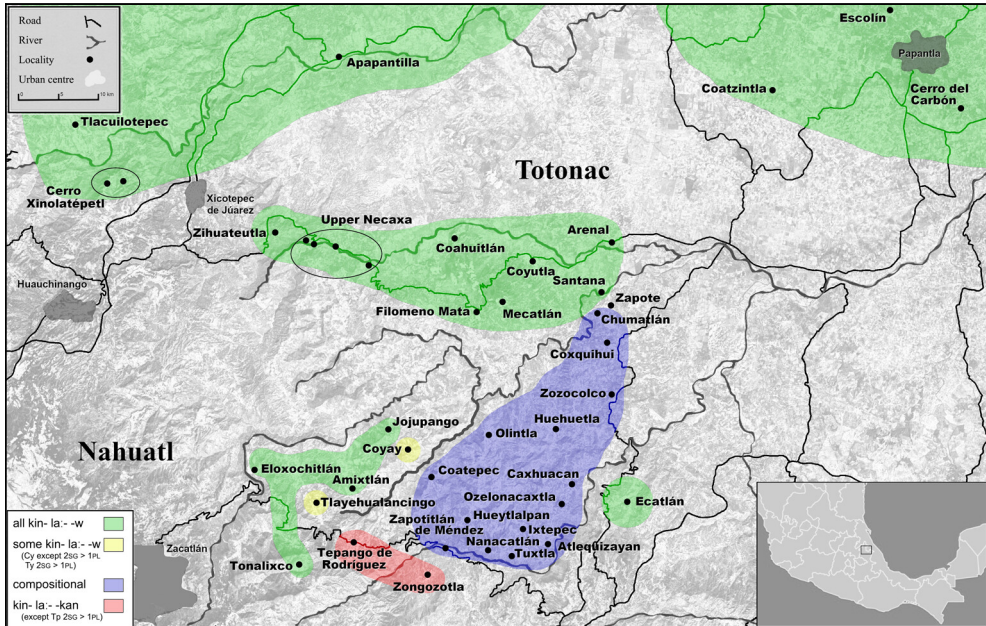 Road
River
Locality
Urban centre
0 5 10 km
Escolín
Papantla
Apapantilla
Coatzintla
Cerro del
Carbón
Tlacuilotepec
Totonac
Cerro
Xinolatépetl
Xicotepec
de Júarez
Upper Necaxa
Zihuateutla
Coahuitlán
Arenal
Coyutla
Huauchinango
Santana
Zapote
Filomeno Mata
Mecatlán
Chumatlán
Coxquihui
Zozocolco
Jojupango
Huehuetla
Olintla
Nahuatl
Coyay
Eloxochitlán
Coatepec
Caxhuacan
Amixtlán
Tlayehualancingo
Ozelonacaxtla
Ecatlán
Zapotitlán
de Méndez
Hueytlalpan
Ixtepec
Nanacatlán
Atlequizayan
Tuxtla
Zacatlán
Tepango de
Rodríguez
Tonalixco
Zongozotla
all kin- la:- -w
some kin- la:- -w
(Cy except 2SG > 1PL
Ty 2SG > 1PL)
compositional
kin- la:- -kan
(except Tp 2SG > 1PL)